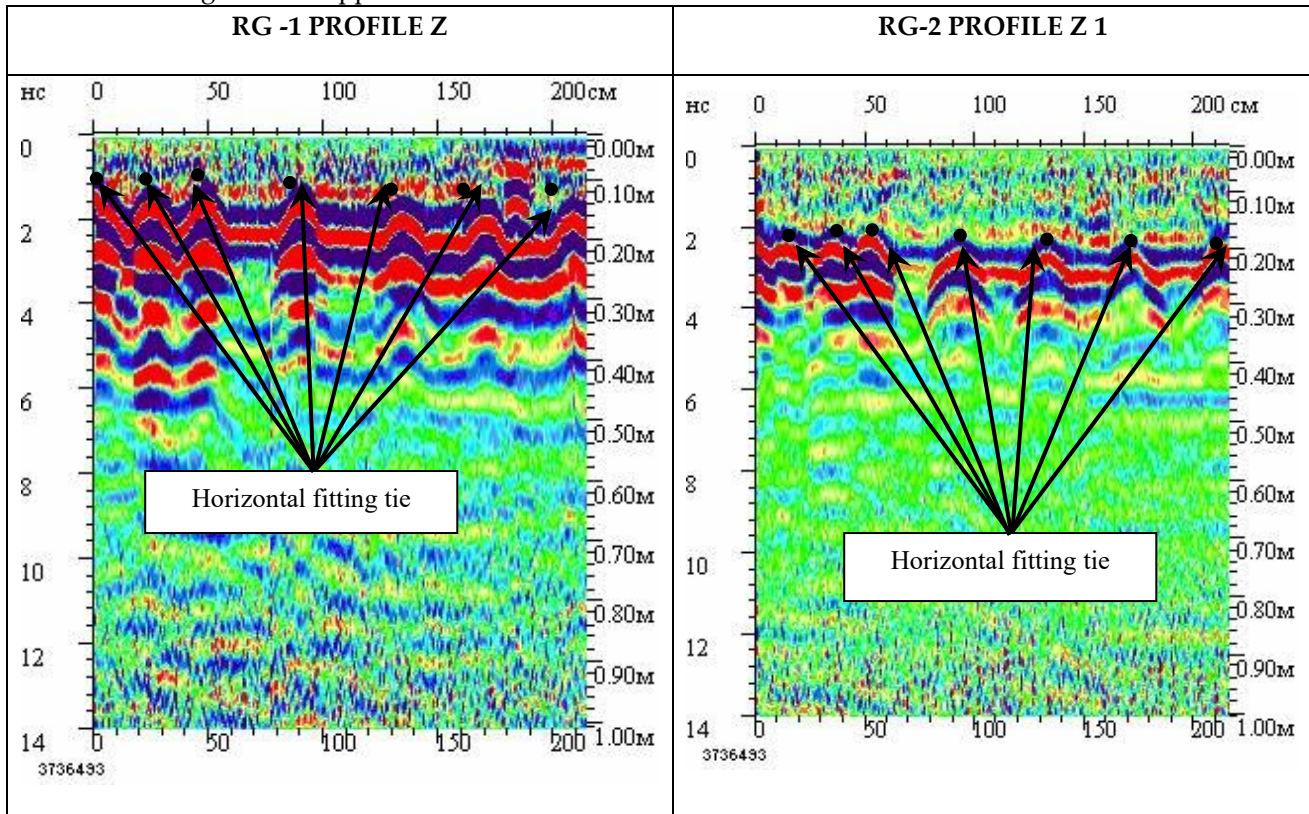 RG -1 PROFILE Z
нс 0 50 100 150 200см
0 0.00м
0.10м
2
0.20м
4 0.30м
0.40м
6
0.50м
8 0.60м
Horizontal fitting tie
0.70м
10
0.80м
12
0.90м
14 0 50 100 150 200 1.00м
3736493
RG-2 PROFILE Z 1
нс 0 50 100 150 200 см
0 0.00м
0.10м
2
0.20м
4 0.30м
0.40м
6
0.50м
8 0.60м
Horizontal fitting tie
10 0.70м
0.80м
12
0.90м
14 0 50 100 150 200 1.00м
3736493